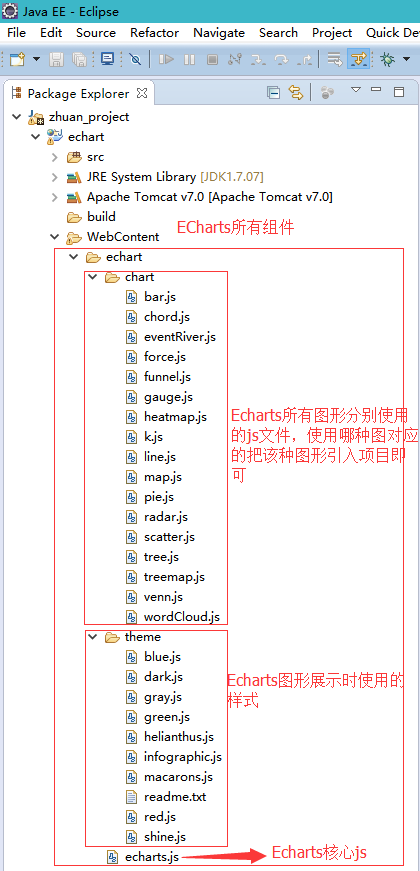 Java EE - Eclipse
File Edit Source Refactor Navigate Search Project Quick De
Package Explorer
zhuan_project
echart
src
JRE System Library [JDK1.7.07]
Apache Tomcat v7.0 [Apache Tomcat v7.0]
build
WebContent
ECharts所有组件
echart
chart
bar.js
chord.js
eventRiver.js
force.js
funnel.js
gauge.js
heatmap.js
k.js
line.js
map.js
pie.js
radar.js
scatter.js
tree.js
treemap.js
venn.js
wordCloud.js
Echarts所有图形分别使用
的js文件，使用哪种图对应
的把该种图形引入项目即
可
theme
blue.js
dark.js
gray.js
green.js
helianthus.js
infographic.js
macarons.js
readme.txt
red.js
shine.js
Echarts图形展示时使用的
样式
echarts.js
Echarts核心js